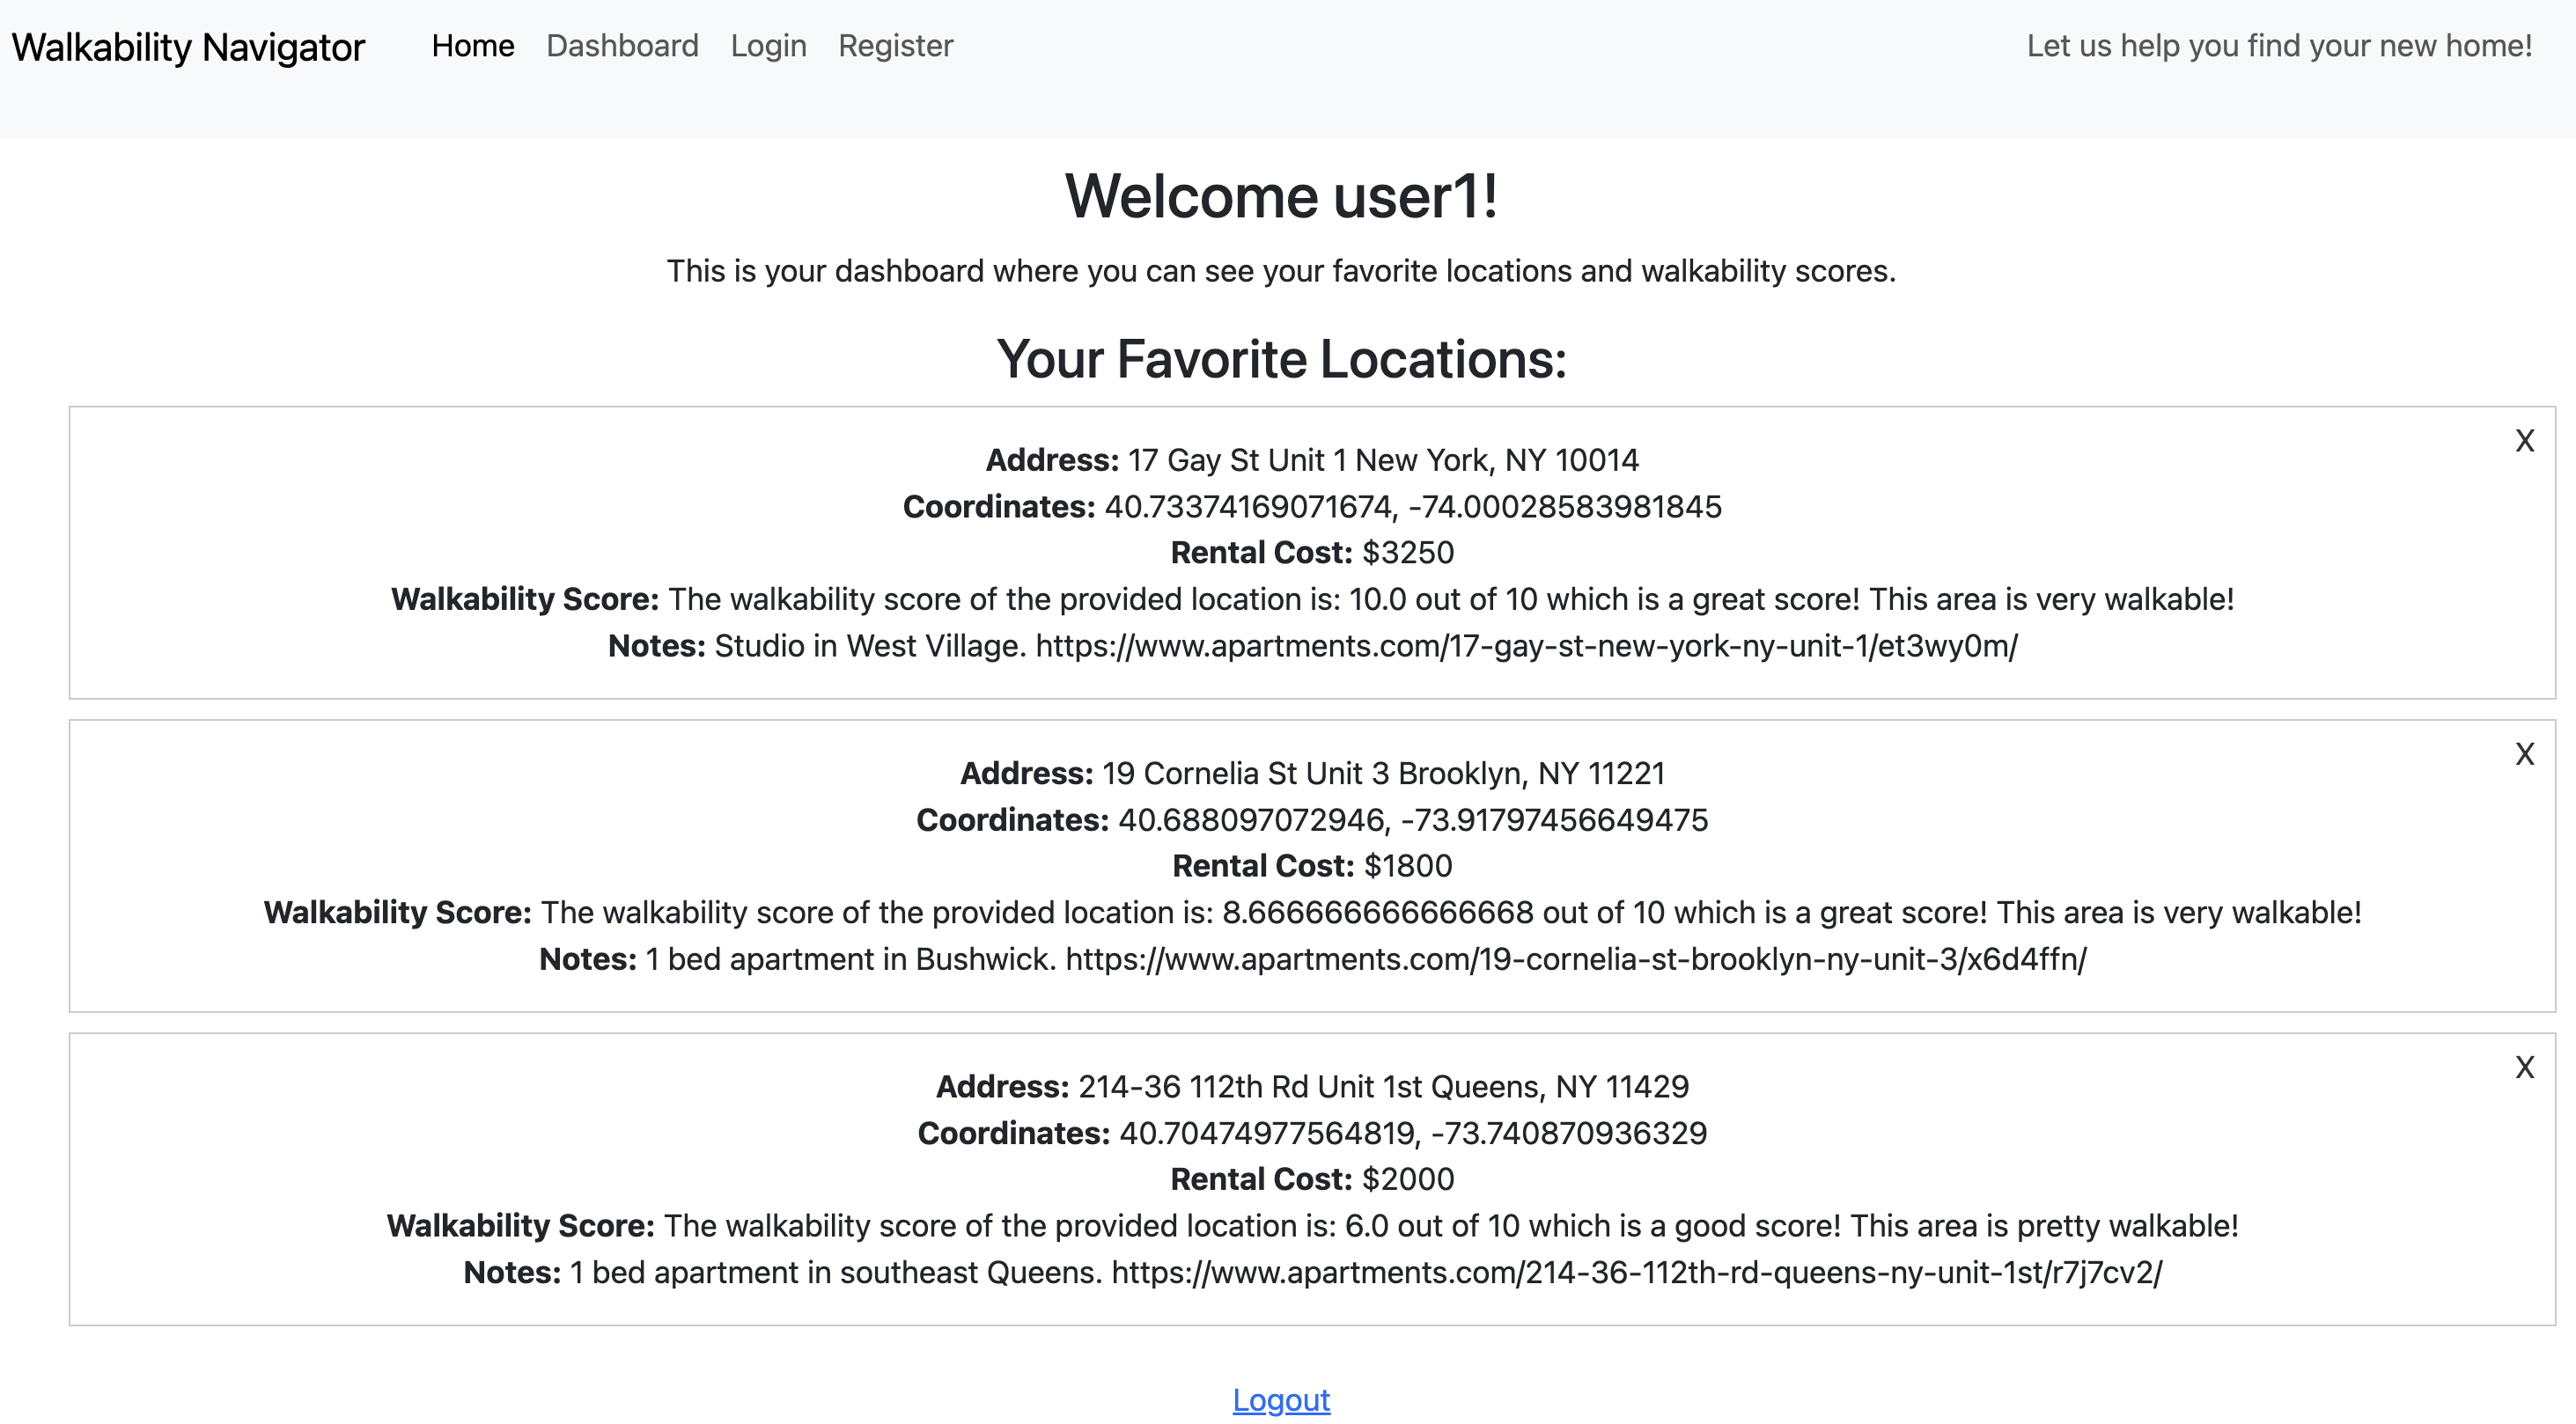 Walkability Navigator Home Dashboard Login Register Let us help you find your new home!
Welcome user1!
This is your dashboard where you can see your favorite locations and walkability scores.
Your Favorite Locations:
X
Address: 17 Gay St Unit 1 New York, NY 10014
Coordinates: 40.73374169071674, -74.00028583981845
Rental Cost: $3250
Walkability Score: The walkability score of the provided location is: 10.0 out of 10 which is a great score! This area is very walkable!
Notes: Studio in West Village. https://www.apartments.com/17-gay-st-new-york-ny-unit-1/et3wy0m/
X
Address: 19 Cornelia St Unit 3 Brooklyn, NY 11221
Coordinates: 40.688097072946, -73.91797456649475
Rental Cost: $1800
Walkability Score: The walkability score of the provided location is: 8.666666666666668 out of 10 which is a great score! This area is very walkable!
Notes: 1 bed apartment in Bushwick. https://www.apartments.com/19-cornelia-st-brooklyn-ny-unit-3/x6d4ffn/
X
Address: 214-36 112th Rd Unit 1st Queens, NY 11429
Coordinates: 40.70474977564819, -73.740870936329
Rental Cost: $2000
Walkability Score: The walkability score of the provided location is: 6.0 out of 10 which is a good score! This area is pretty walkable!
Notes: 1 bed apartment in southeast Queens. https://www.apartments.com/214-36-112th-rd-queens-ny-unit-1st/r7j7cv2/
Logout